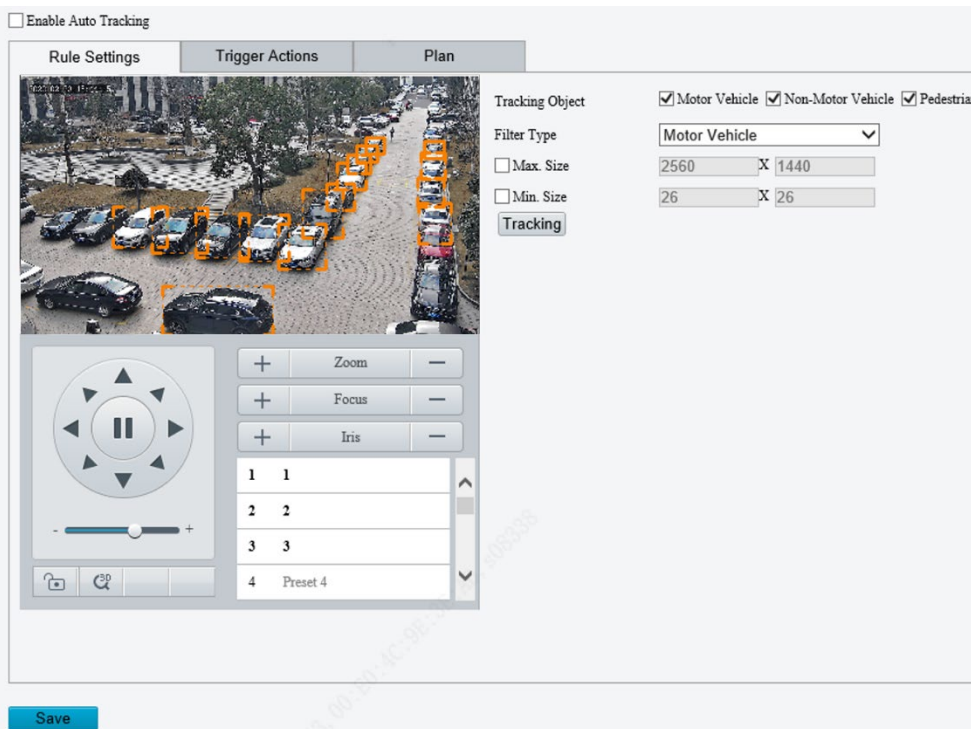 Enable Auto Tracking
Rule Settings
Trigger Actions
Plan
Tracking Object
Motor Vehicle
Non-Motor Vehicle
Filter Type
Motor Vehicle
Max. Size
2560 X 1440
Min. Size
26 X 26
Tracking
+ Zoom −
+ Focus −
+ Iris −
1 1
2 2
3 3
4 Preset 4
- +
3D
Save